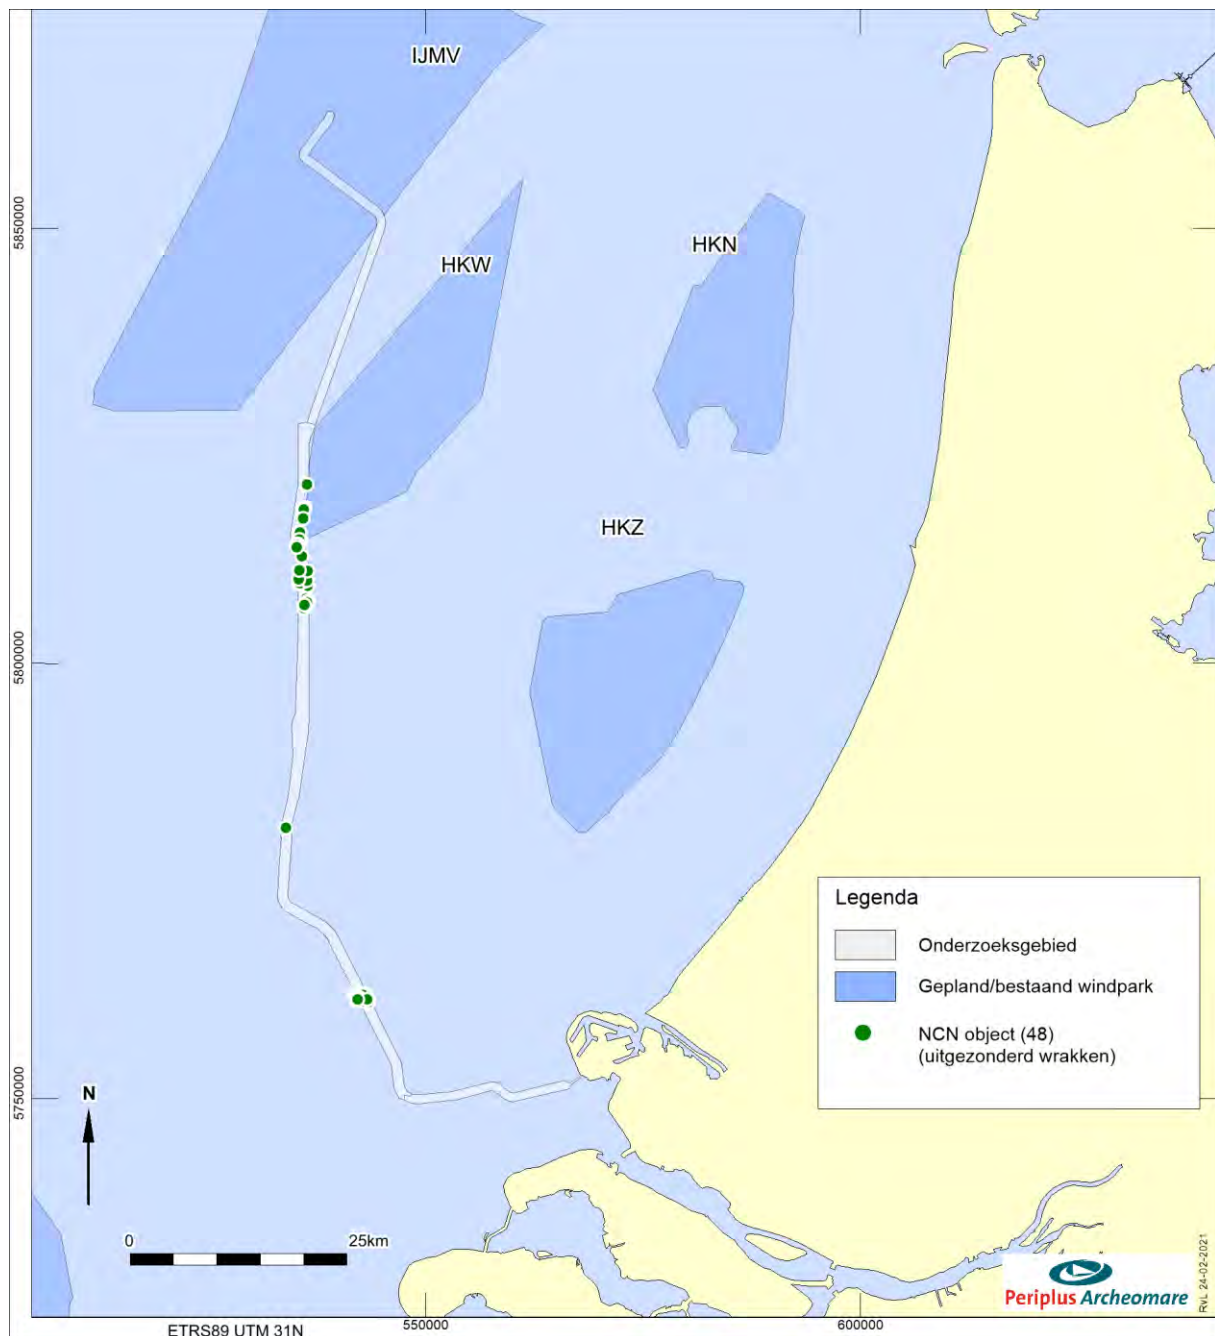 IJMV
HKW
HKN
HKZ
5850000
5800000
5750000
Legenda
Onderzoeksgebied
Gepland/bestaand windpark
NCN object (48)
(uitgezonderd wrakken)
N
0 25km
Periplus Archeomare
RvL 24-02-2021
ETRS89 UTM 31N
550000
600000